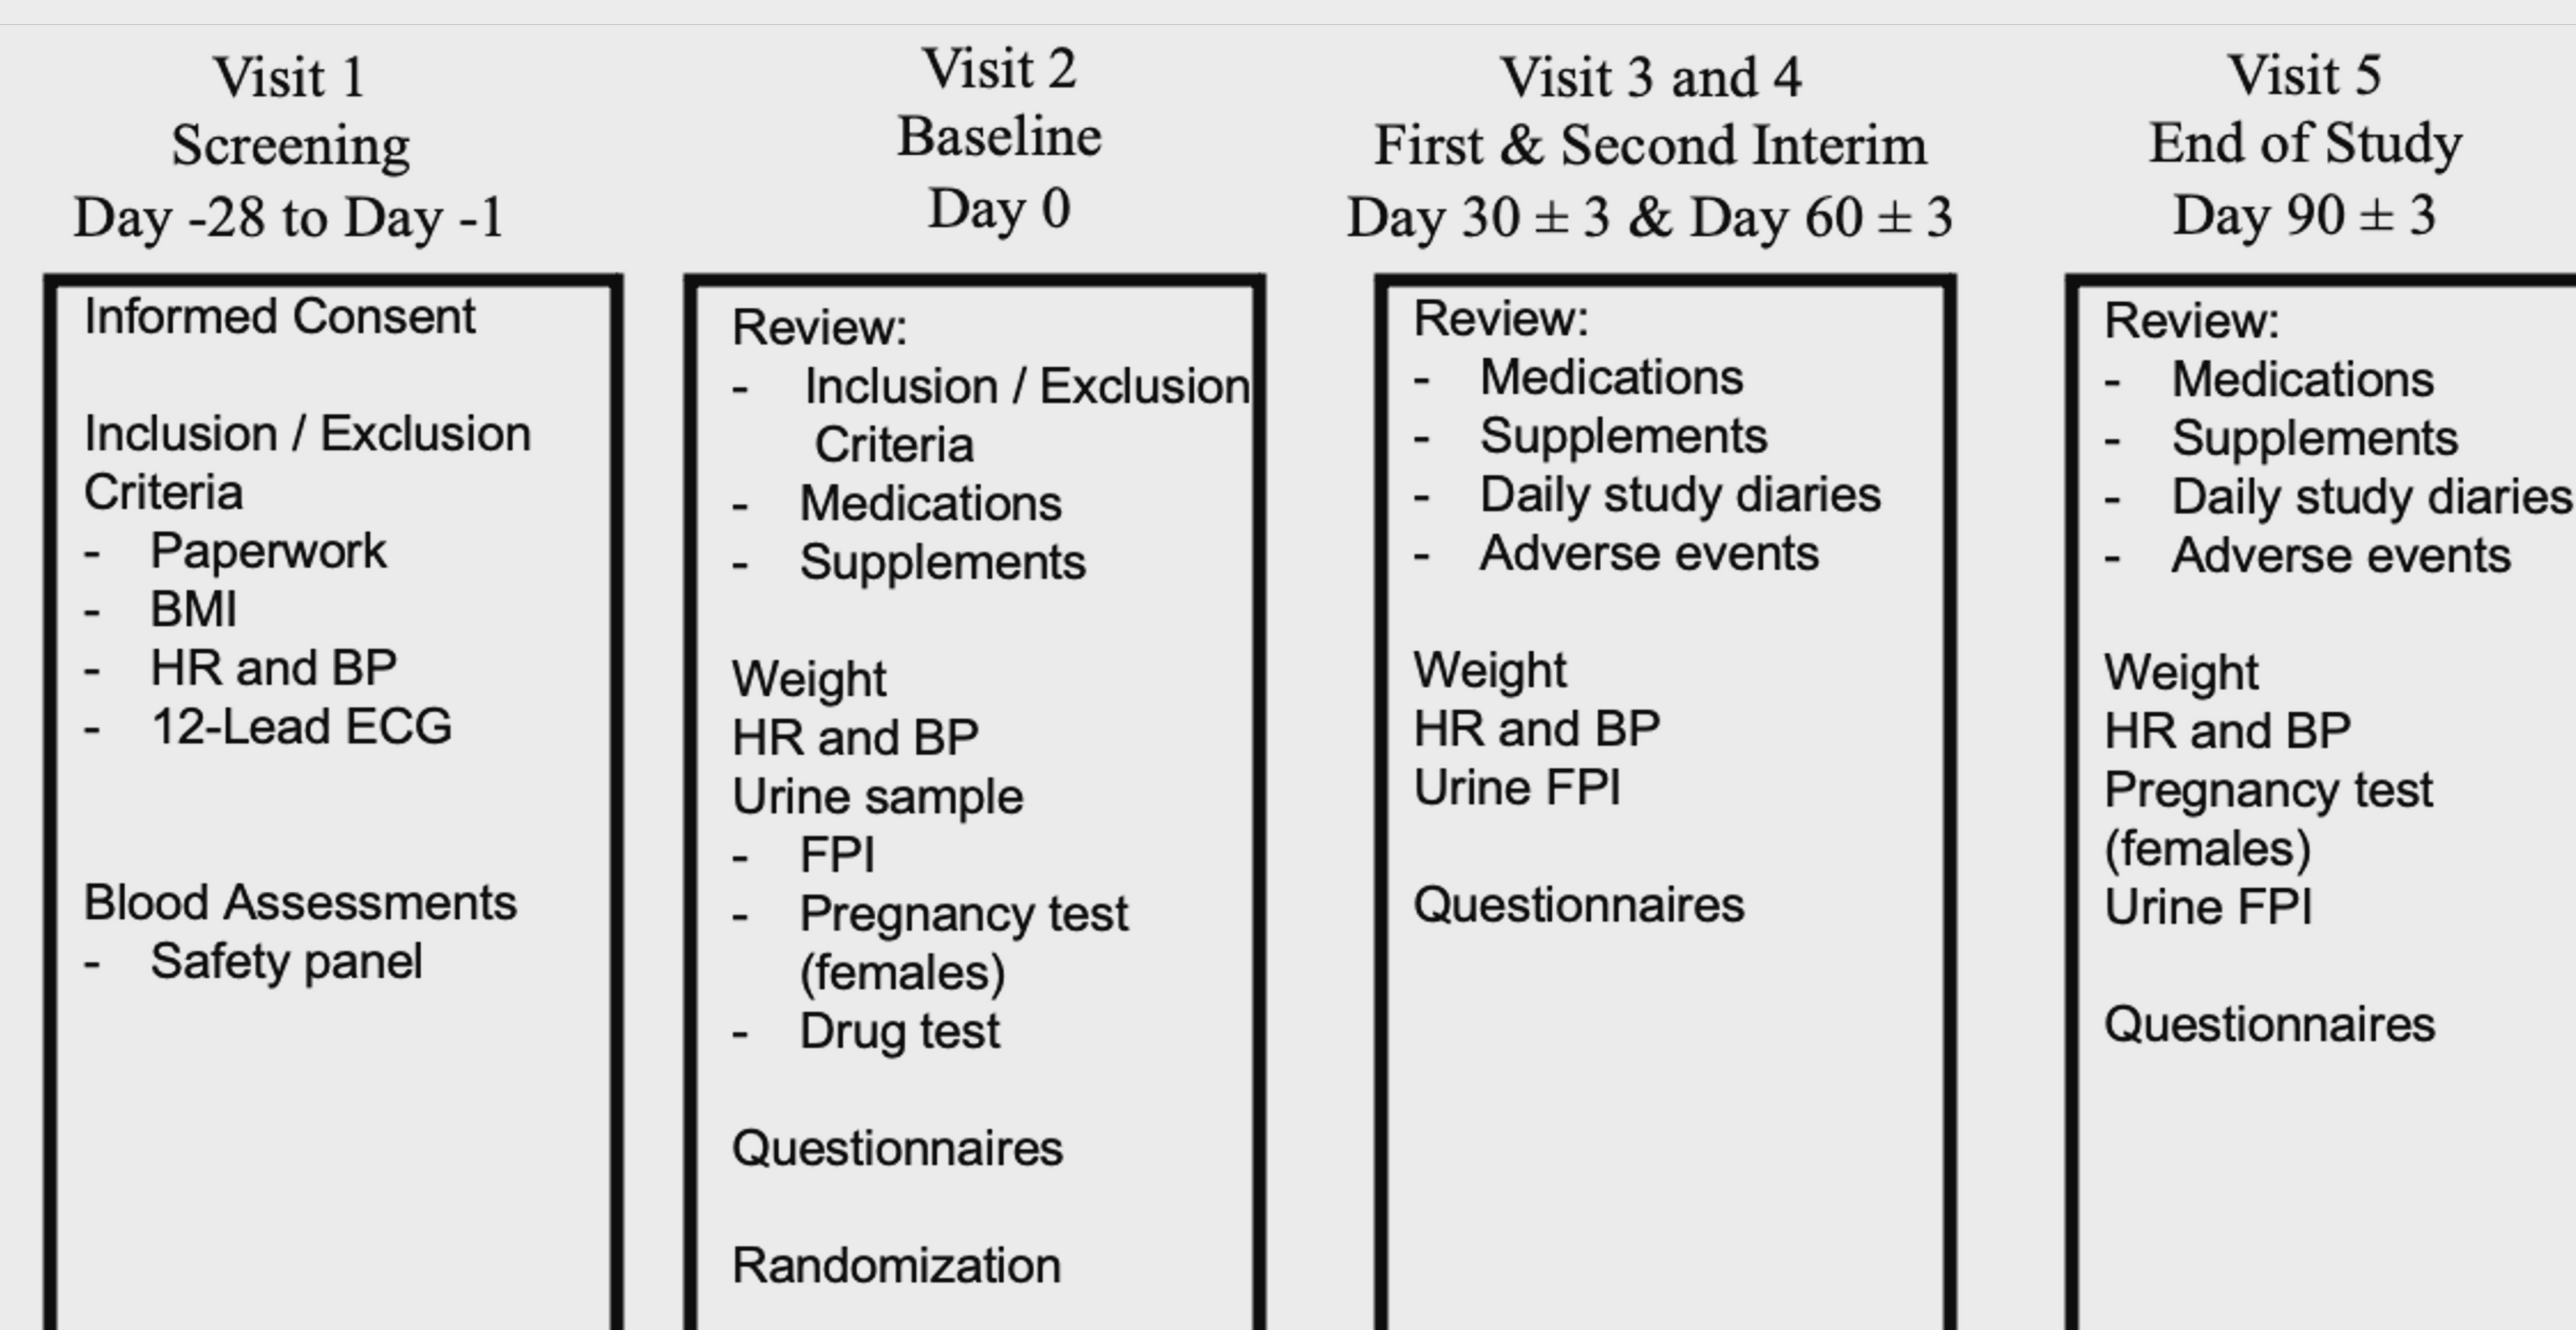 Visit 1
Screening
Day -28 to Day -1
Informed Consent
Inclusion / Exclusion
Criteria
- Paperwork
- BMI
- HR and BP
- 12-Lead ECG
Blood Assessments
- Safety panel
Visit 2
Baseline
Day 0
Review:
- Inclusion / Exclusion
Criteria
- Medications
- Supplements
Weight
HR and BP
Urine sample
- FPI
- Pregnancy test
(females)
- Drug test
Questionnaires
Randomization
Visit 3 and 4
First & Second Interim
Day 30 ± 3 & Day 60 ± 3
Review:
- Medications
- Supplements
- Daily study diaries
- Adverse events
Weight
HR and BP
Urine FPI
Questionnaires
Visit 5
End of Study
Day 90 ± 3
Review:
- Medications
- Supplements
- Daily study diaries
- Adverse events
Weight
HR and BP
Pregnancy test
(females)
Urine FPI
Questionnaires